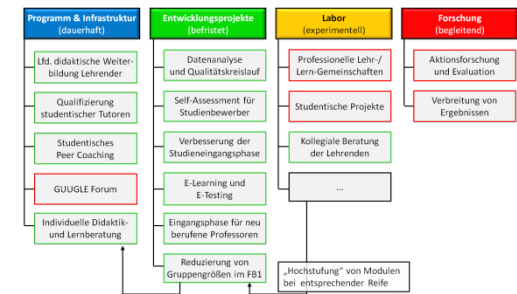 Programm & Infrastruktur
(dauerhaft)
Lfd. didaktische Weiter-
bildung Lehrender
Qualifizierung
studentischer Tutoren
Studentisches
Peer Coaching
GUUGLE Forum
Individuelle Didaktik-
und Lernberatung
Entwicklungsprojekte
(befristet)
Datenanalyse
und Qualitätskreislauf
Self-Assessment für
Studienbewerber
Verbesserung der
Studieneingangsphase
E-Learning und
E-Testing
Eingangsphase für neu
berufene Professoren
Reduzierung von
Gruppengrößen im FB1
Labor
(experimentell)
Professionelle Lehr-/
Lern-Gemeinschaften
Studentische Projekte
Kollegiale Beratung
der Lehrenden
...
„Hochstufung" von Modulen
bei entsprechender Reife
Forschung
(begleitend)
Aktionsforschung
und Evaluation
Verbreitung von
Ergebnissen